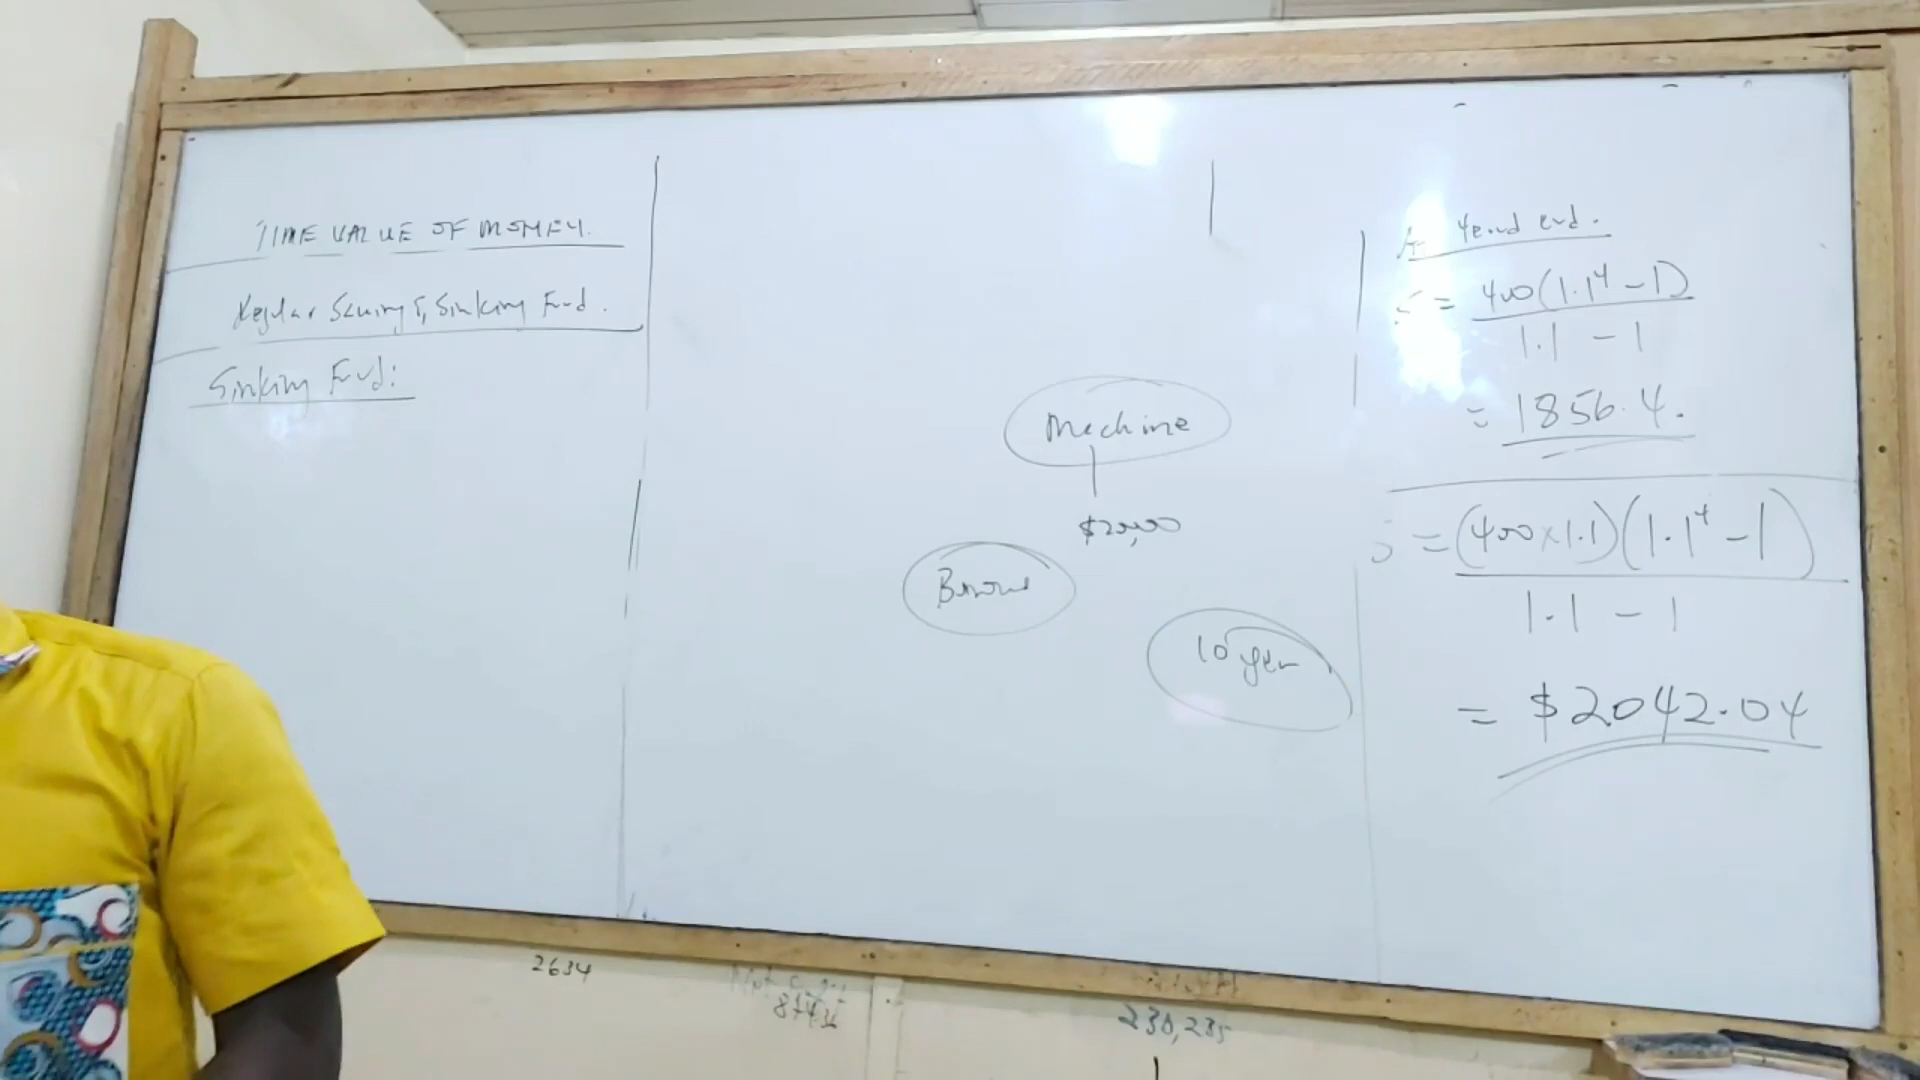 TIME VALUE OF MONEY.
Regular Savings, Sinking Fund.
Sinking Fund:
Machine
$20,000
10 year
At year end.
S = 400(1.1⁴ - 1)
1.1 - 1
= 1856.4.
S = (400 x 1.1)(1.1⁴ - 1)
1.1 - 1
= $2042.04
2634
230,235